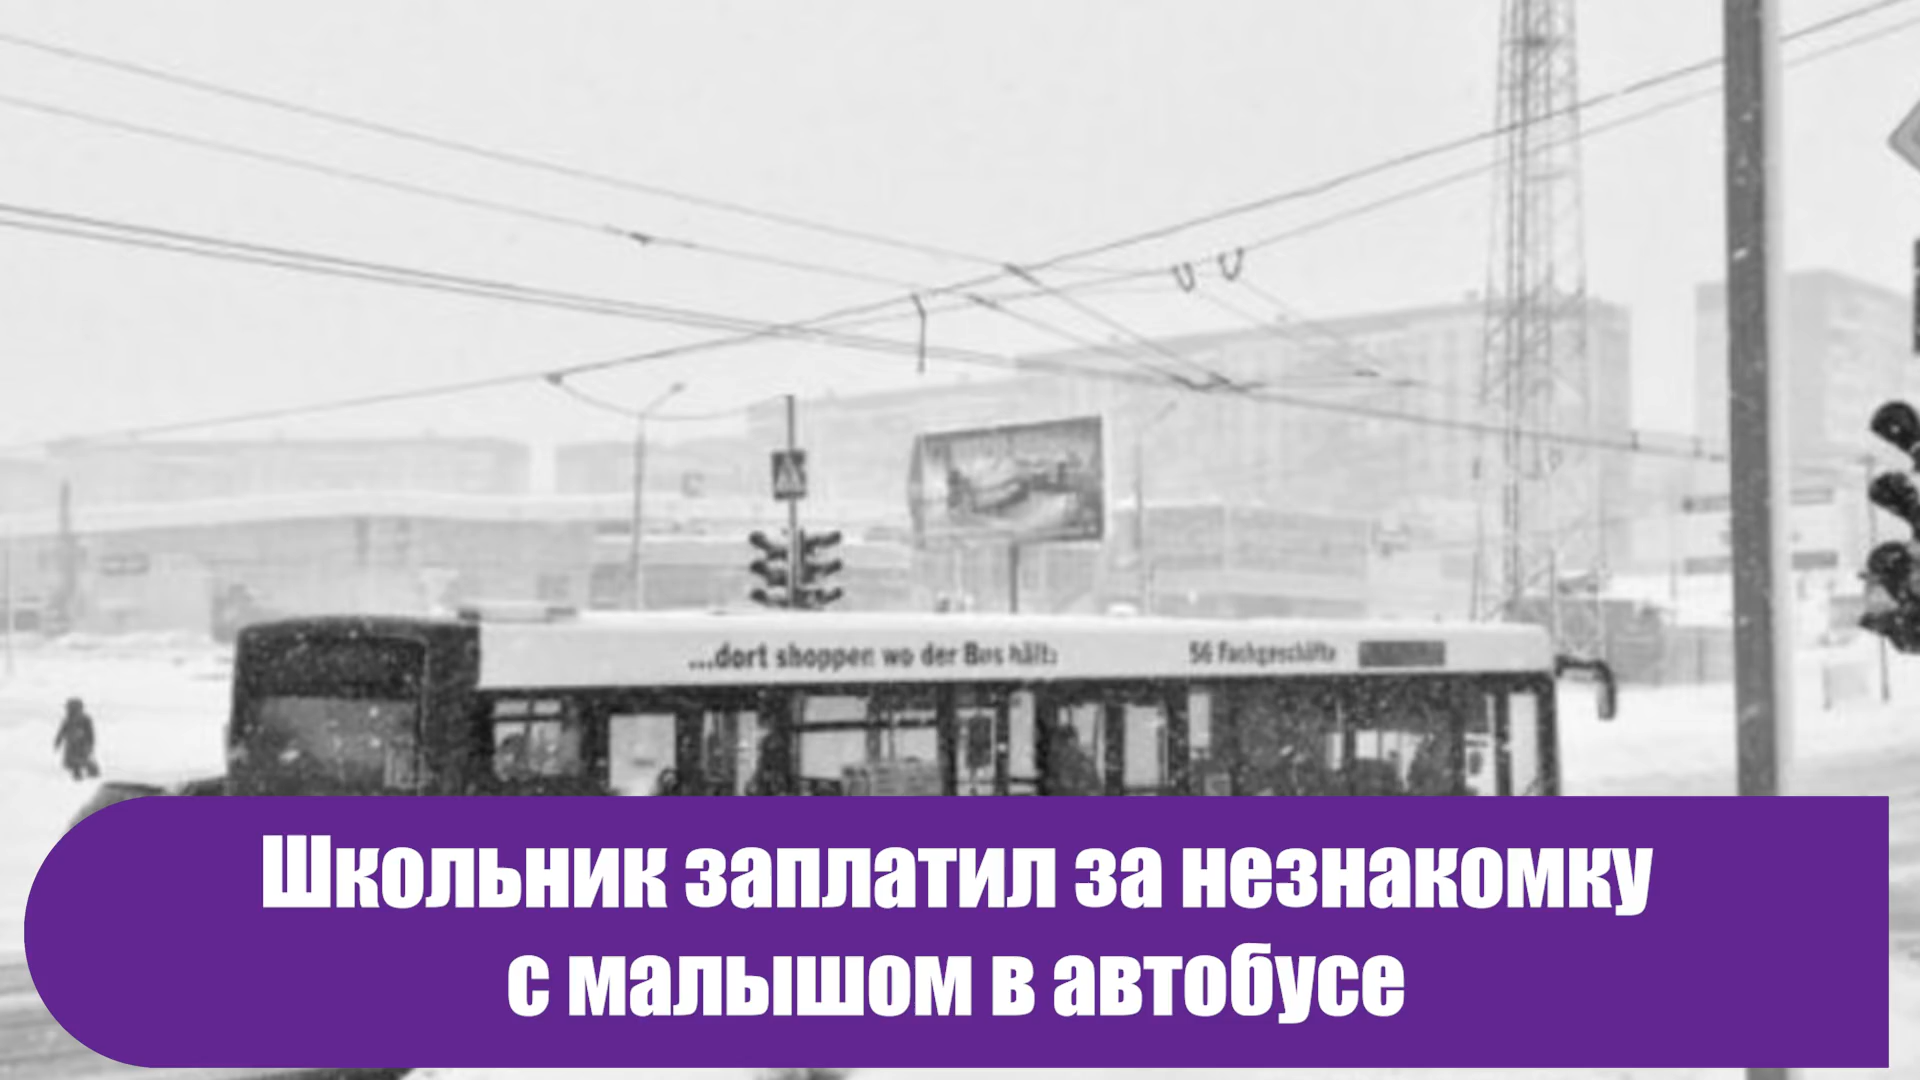 ...dort shoppen wo der Bus hält:
56 Fachgeschäfte
Школьник заплатил за незнакомку
с малышом в автобусе